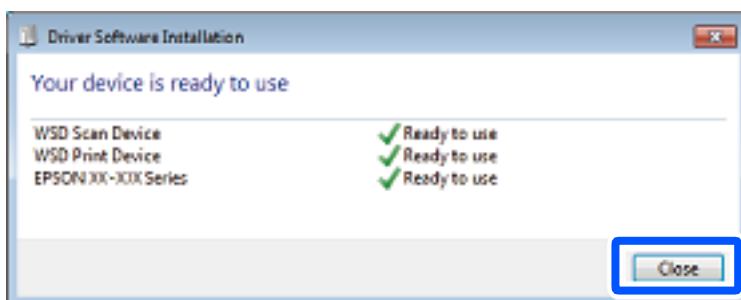 Driver Software Installation
Your device is ready to use
WSD Scan Device Ready to use
WSD Print Device Ready to use
EPSON XX-XXX Series Ready to use
Close